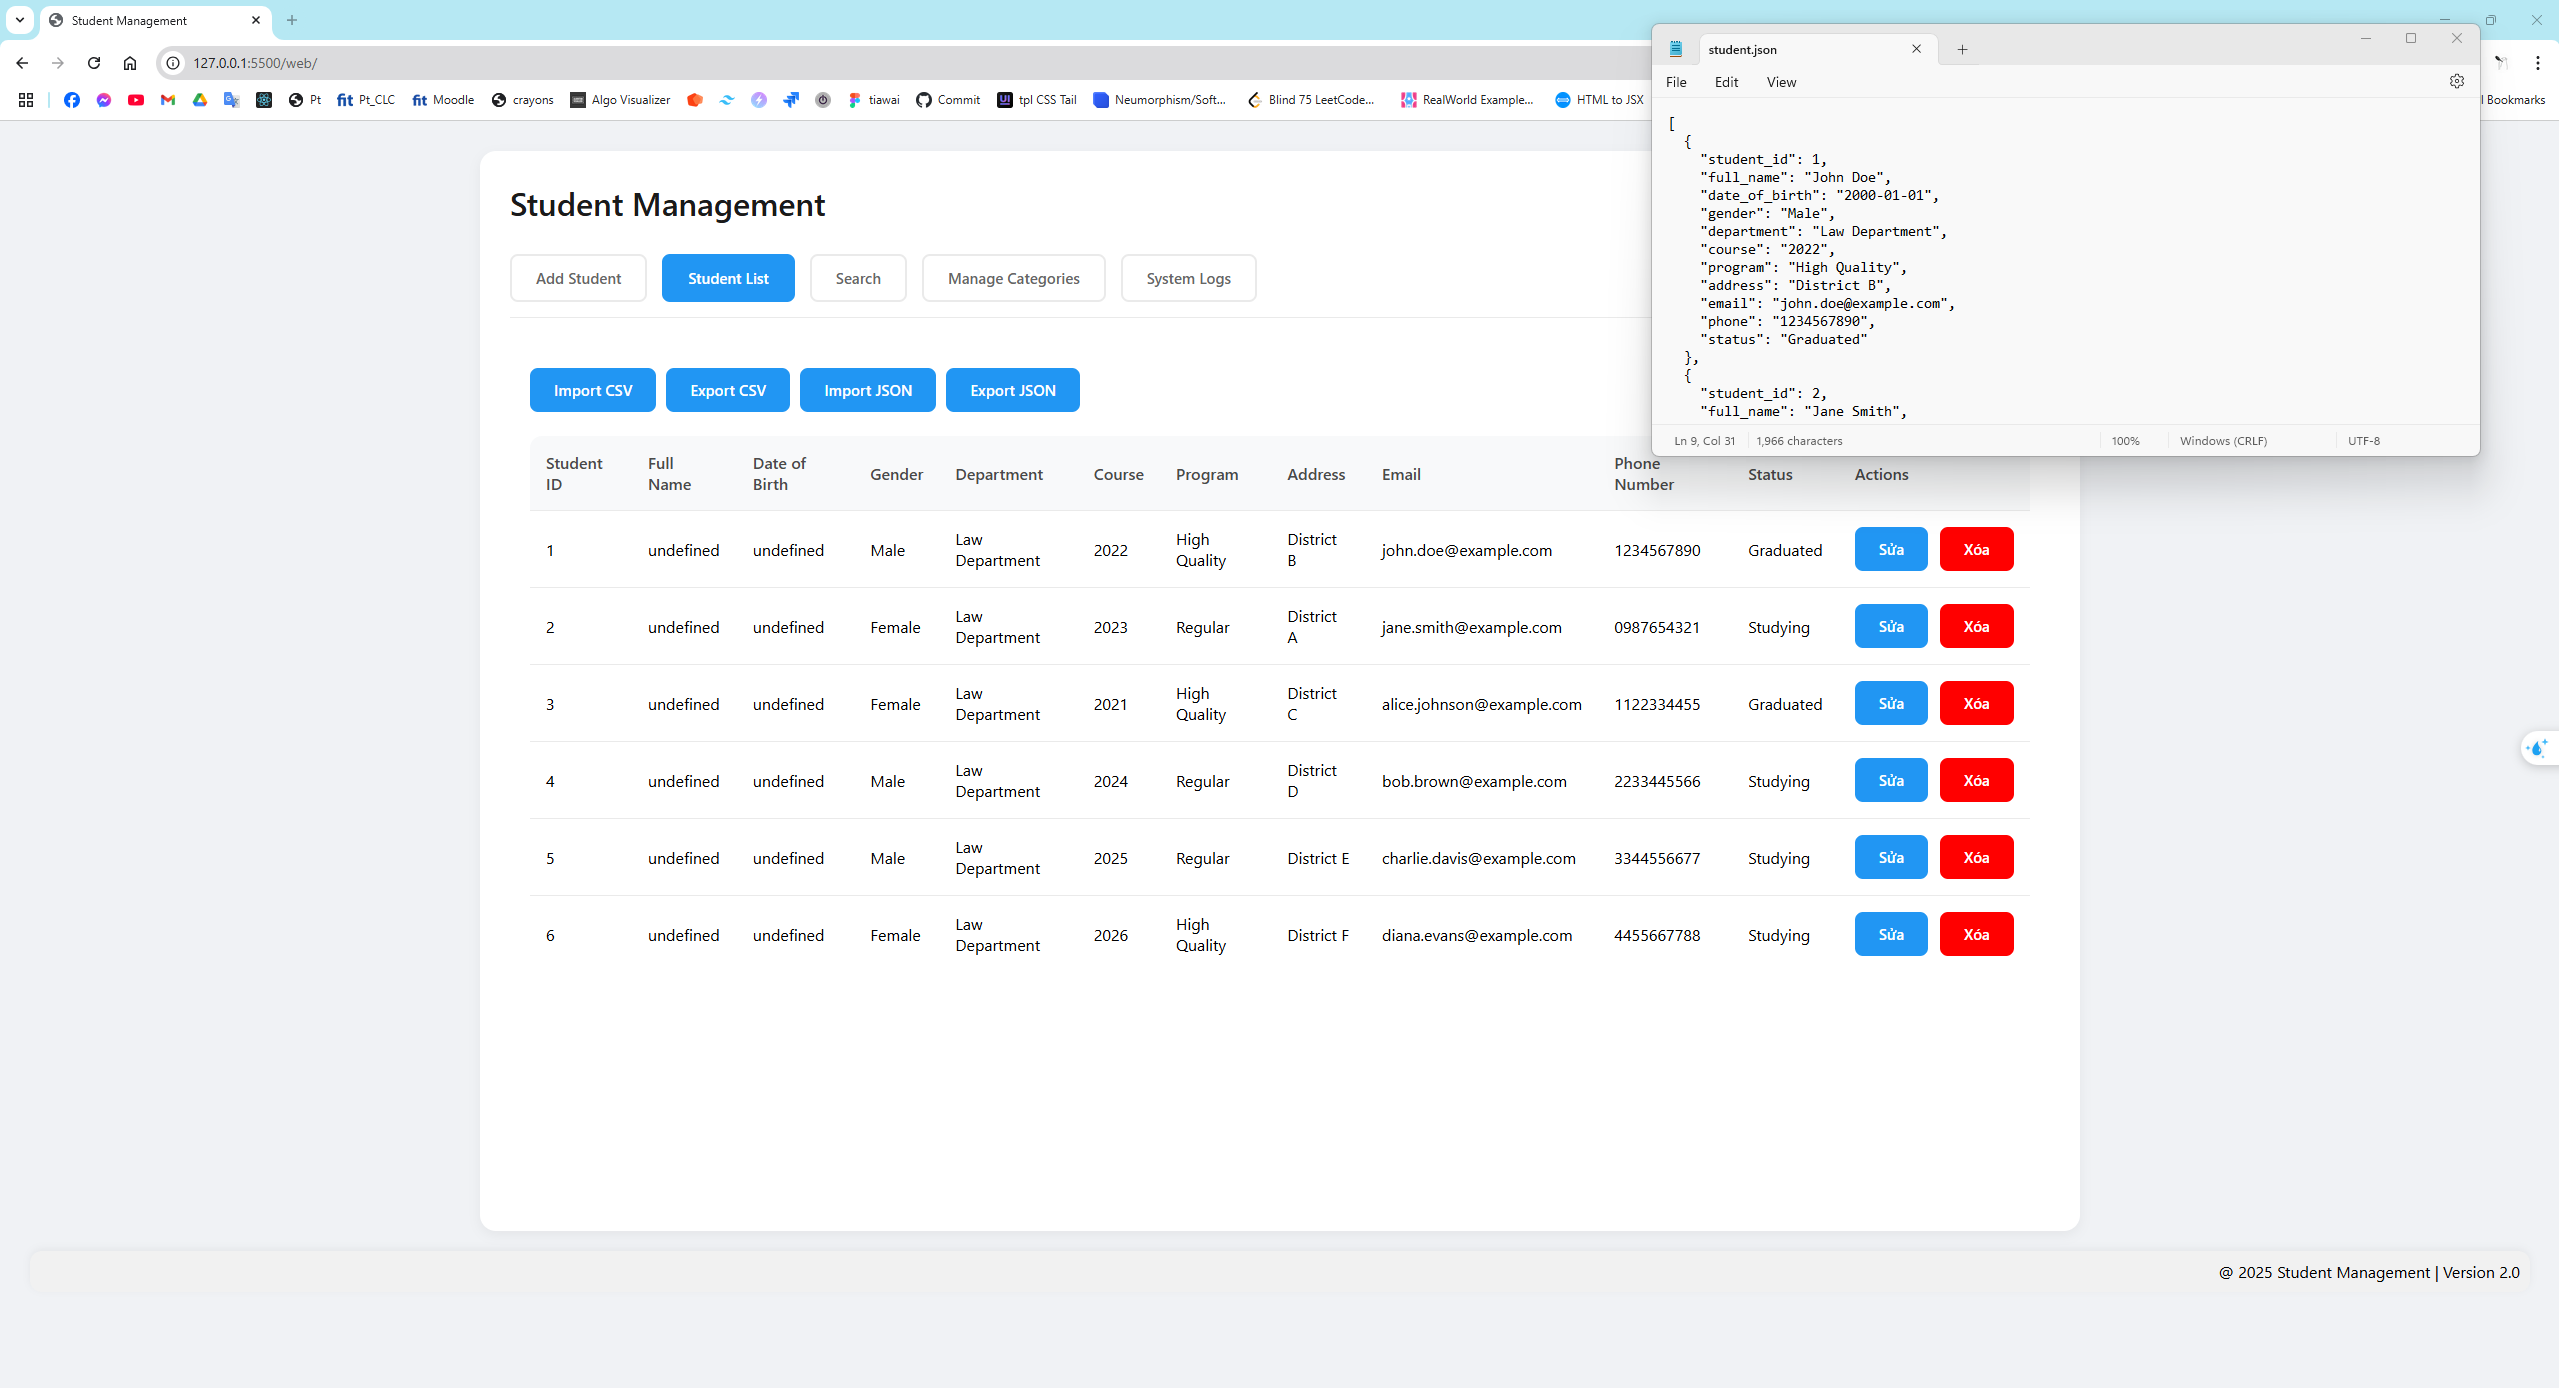 Student Management
127.0.0.1:5500/web/
Pt
fit Pt_CLC
fit Moodle
crayons
Algo Visualizer
tiawai
Commit
UI tpl CSS Tail
Neumorphism/Soft...
Blind 75 LeetCode...
RealWorld Example...
HTML to JSX
l Bookmarks
student.json
File Edit View
[
{
"student_id": 1,
"full_name": "John Doe",
"date_of_birth": "2000-01-01",
"gender": "Male",
"department": "Law Department",
"course": "2022",
"program": "High Quality",
"address": "District B",
"email": "john.doe@example.com",
"phone": "1234567890",
"status": "Graduated"
},
{
"student_id": 2,
"full_name": "Jane Smith",
Ln 9, Col 31 1,966 characters 100% Windows (CRLF) UTF-8
Student Management
Add Student Student List Search Manage Categories System Logs
Import CSV Export CSV Import JSON Export JSON
Student ID Full Name Date of Birth Gender Department Course Program Address Email Phone Number Status Actions
1 undefined undefined Male Law Department 2022 High Quality District B john.doe@example.com 1234567890 Graduated Sửa Xóa
2 undefined undefined Female Law Department 2023 Regular District A jane.smith@example.com 0987654321 Studying Sửa Xóa
3 undefined undefined Female Law Department 2021 High Quality District C alice.johnson@example.com 1122334455 Graduated Sửa Xóa
4 undefined undefined Male Law Department 2024 Regular District D bob.brown@example.com 2233445566 Studying Sửa Xóa
5 undefined undefined Male Law Department 2025 Regular District E charlie.davis@example.com 3344556677 Studying Sửa Xóa
6 undefined undefined Female Law Department 2026 High Quality District F diana.evans@example.com 4455667788 Studying Sửa Xóa
@ 2025 Student Management | Version 2.0